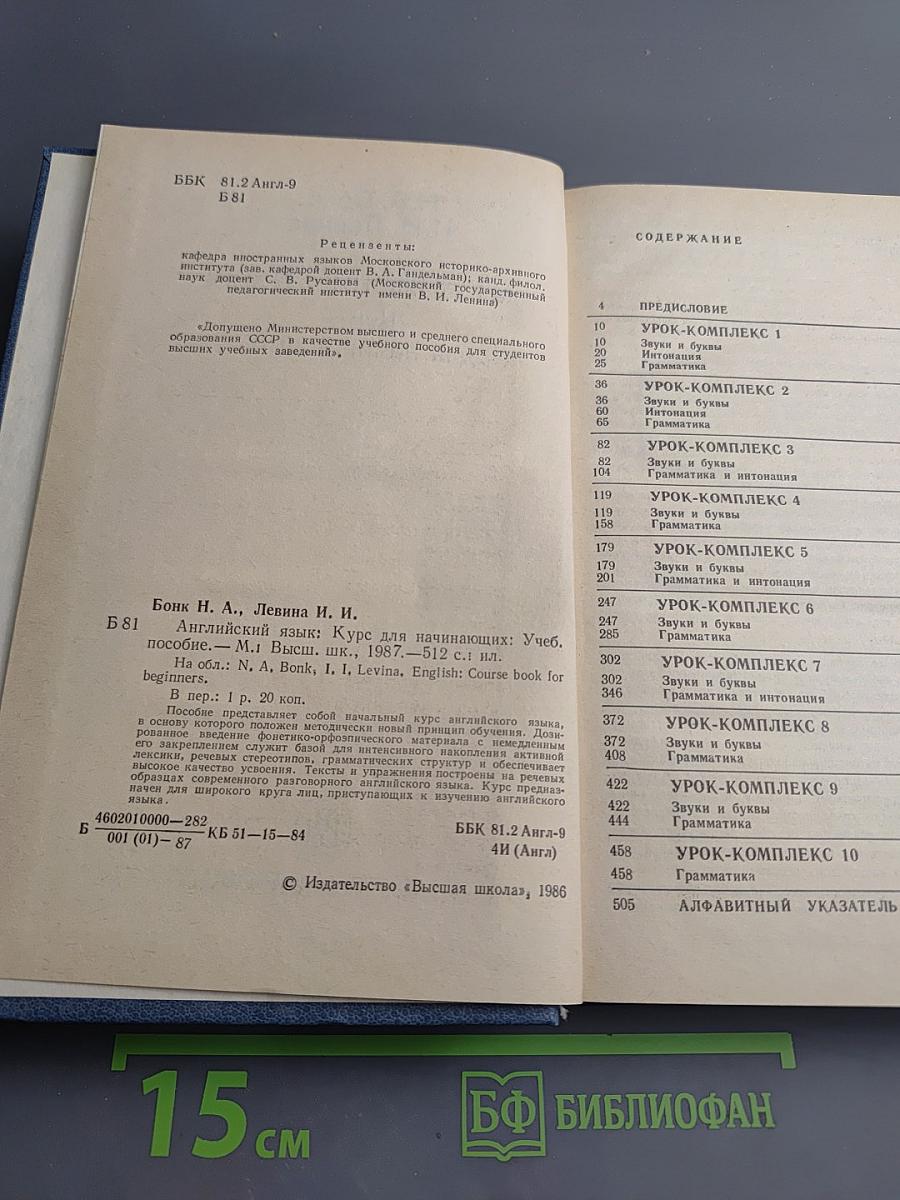 ББК 81.2 Англ-9
Б 81
Рецензенты:
кафедра иностранных языков Московского историко-архивного
института (зав. кафедрой доцент В. А. Гандельман); канд. филол.
наук доцент С. В. Русанова (Московский государственный
педагогический институт имени В. И. Ленина)
«Допущено Министерством высшего и среднего специального
образования СССР в качестве учебного пособия для студентов
высших учебных заведений».
Бонк Н. А., Левина И. И.
Б 81 Английский язык: Курс для начинающих: Учеб.
пособие.— М.: Высш. шк., 1987.—512 с.: ил.
На обл.: N. A. Bonk, I. I. Levina. English: Course book for
beginners.
В пер.: 1 р. 20 коп.
Пособие представляет собой начальный курс английского языка,
в основу которого положен методически новый принцип обучения. Дози-
рованное введение фонетико-орфоэпического материала с немедленным
его закреплением служит базой для интенсивного накопления активной
лексики, речевых стереотипов, грамматических структур и обеспечивает
высокое качество усвоения. Тексты и упражнения построены на речевых
образцах современного разговорного английского языка. Курс предназ-
начен для широкого круга лиц, приступающих к изучению английского
языка.
Б 4602010000—282
001 (01)— 87
КБ 51—15—84
ББК 81.2 Англ-9
4И (Англ)
© Издательство «Высшая школа», 1986
СОДЕРЖАНИЕ
4 ПРЕДИСЛОВИЕ
10 УРОК-КОМПЛЕКС 1
10 Звуки и буквы
20 Интонация
25 Грамматика
36 УРОК-КОМПЛЕКС 2
36 Звуки и буквы
60 Интонация
65 Грамматика
82 УРОК-КОМПЛЕКС 3
82 Звуки и буквы
104 Грамматика и интонация
119 УРОК-КОМПЛЕКС 4
119 Звуки и буквы
158 Грамматика
179 УРОК-КОМПЛЕКС 5
179 Звуки и буквы
201 Грамматика и интонация
247 УРОК-КОМПЛЕКС 6
247 Звуки и буквы
285 Грамматика
302 УРОК-КОМПЛЕКС 7
302 Звуки и буквы
346 Грамматика и интонация
372 УРОК-КОМПЛЕКС 8
372 Звуки и буквы
408 Грамматика
422 УРОК-КОМПЛЕКС 9
422 Звуки и буквы
444 Грамматика
458 УРОК-КОМПЛЕКС 10
458 Грамматика
505 АЛФАВИТНЫЙ УКАЗАТЕЛЬ
15 см
БФ БИБЛИОФАН